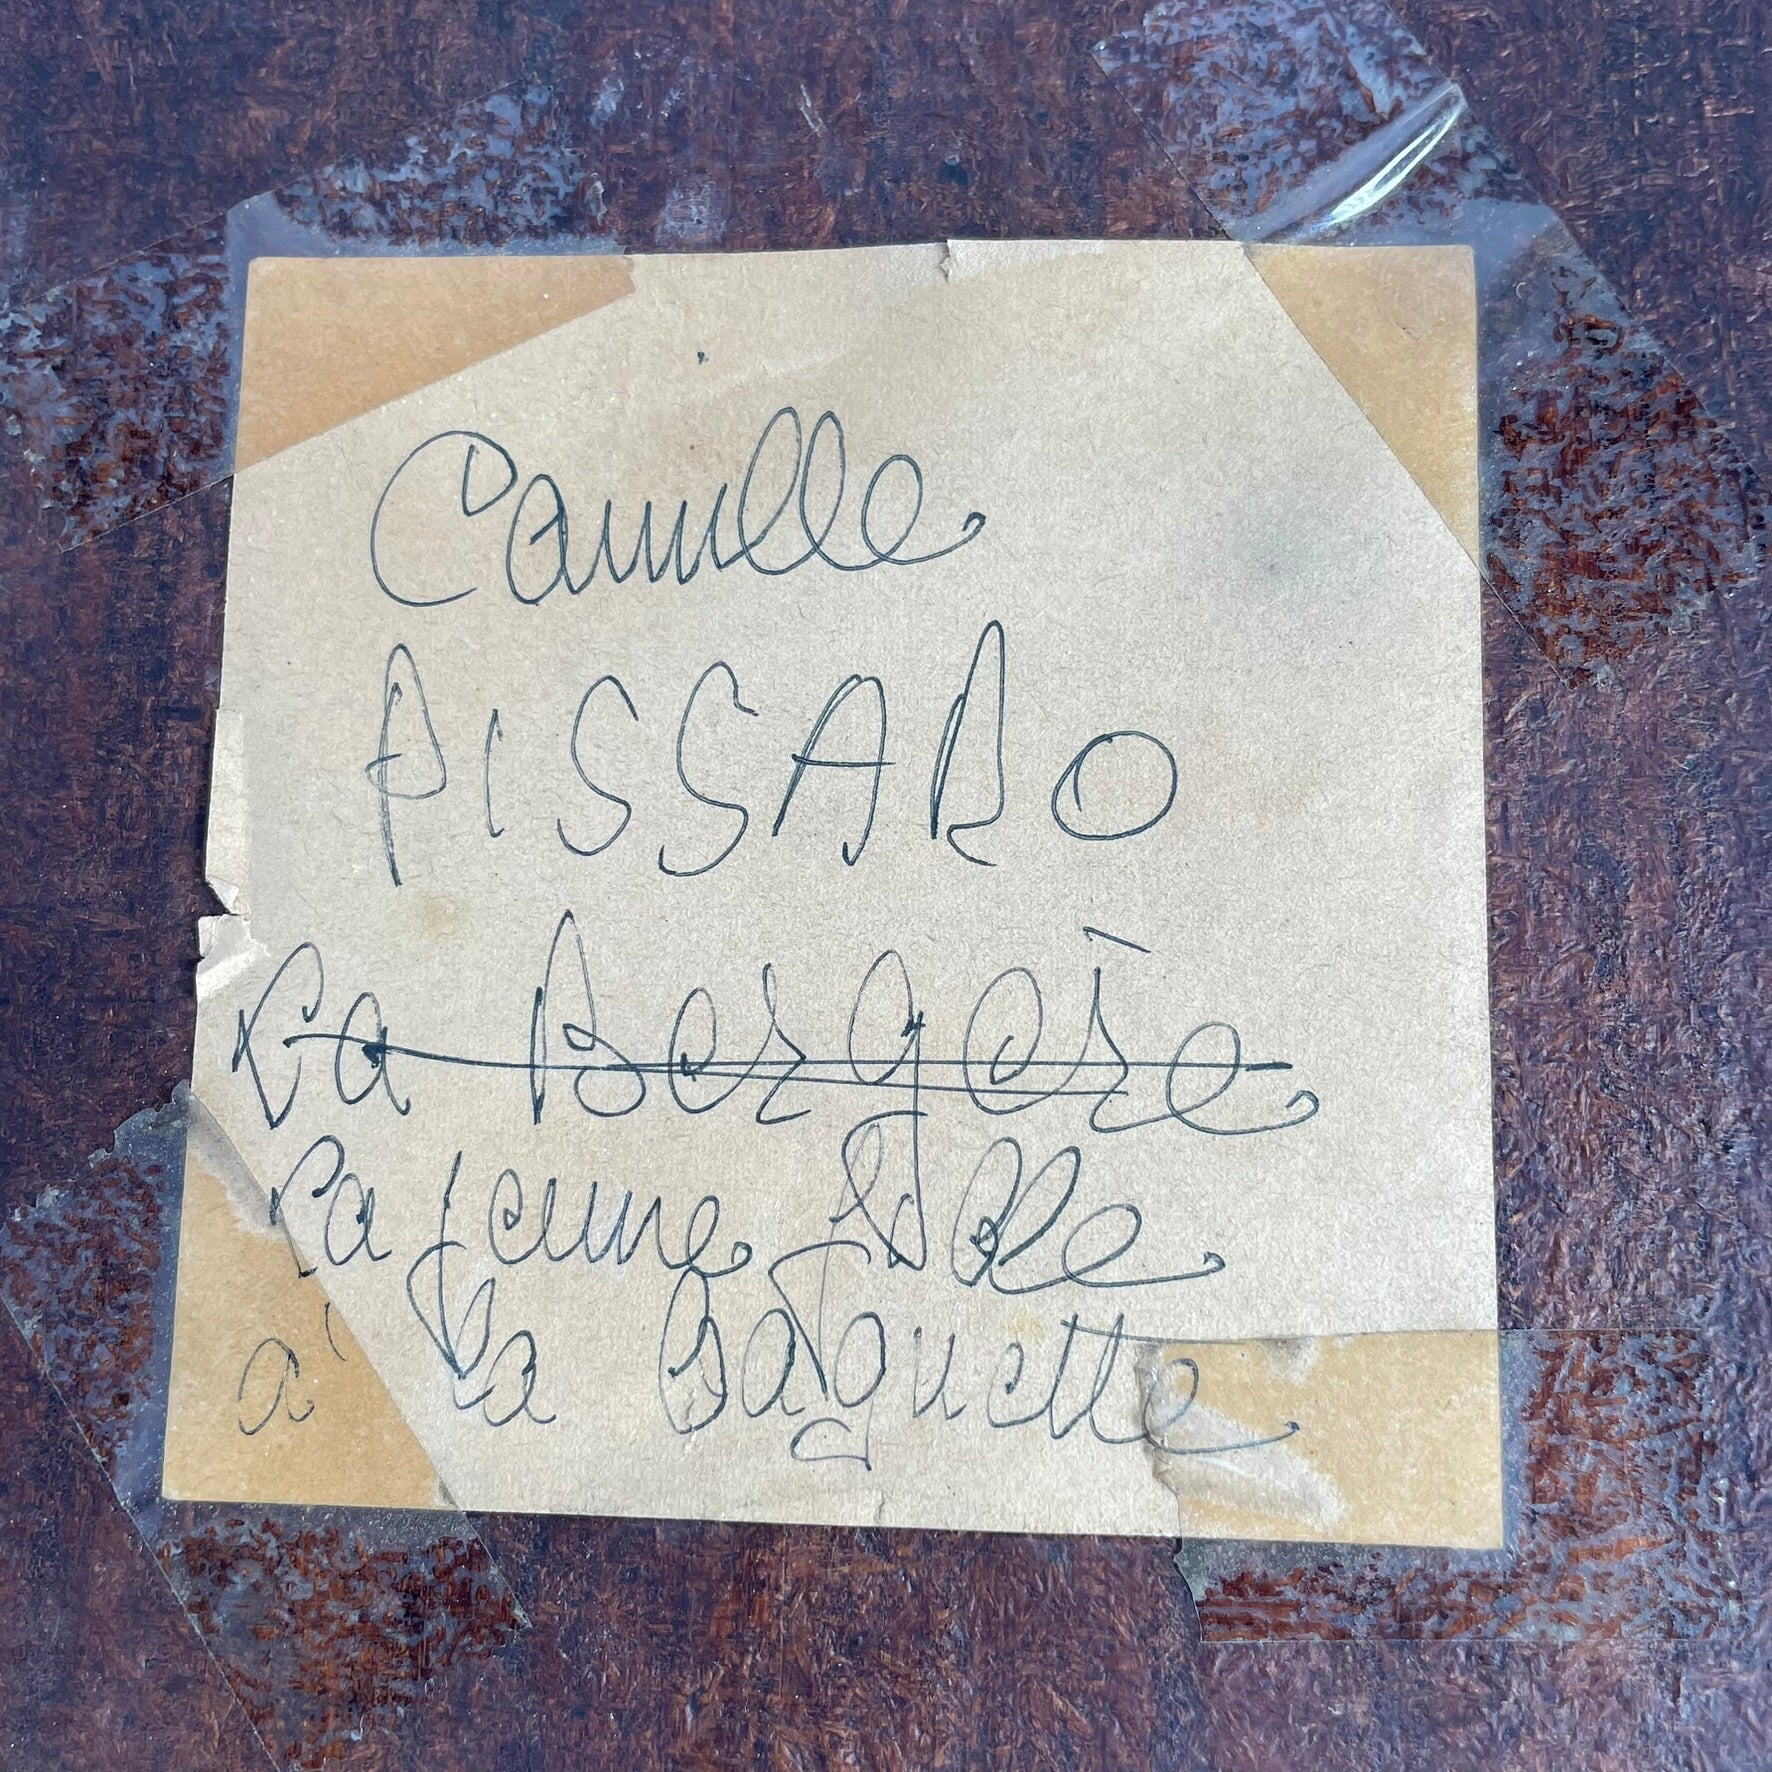 Camille
PISSARO
La Bergère
La jeune fille
à la baguette